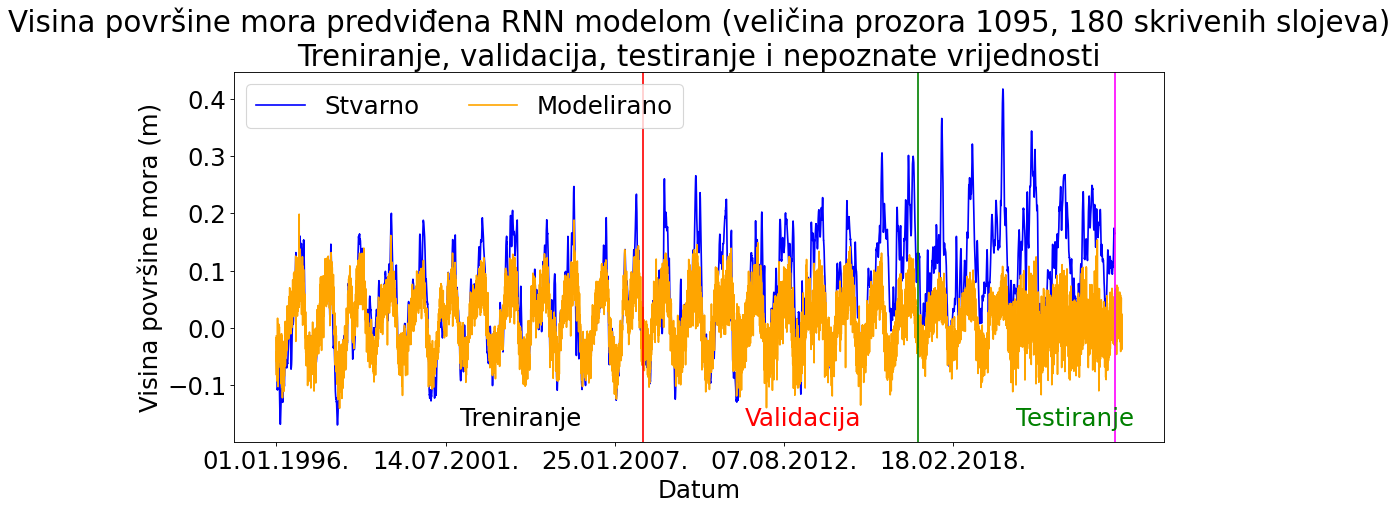 Visina površine mora predviđena RNN modelom (veličina prozora 1095, 180 skrivenih slojeva)
Treniranje, validacija, testiranje i nepoznate vrijednosti
Stvarno Modelirano
Visina površine mora (m)
0.4
0.3
0.2
0.1
0.0
−0.1
Treniranje Validacija Testiranje
01.01.1996. 14.07.2001. 25.01.2007. 07.08.2012. 18.02.2018.
Datum